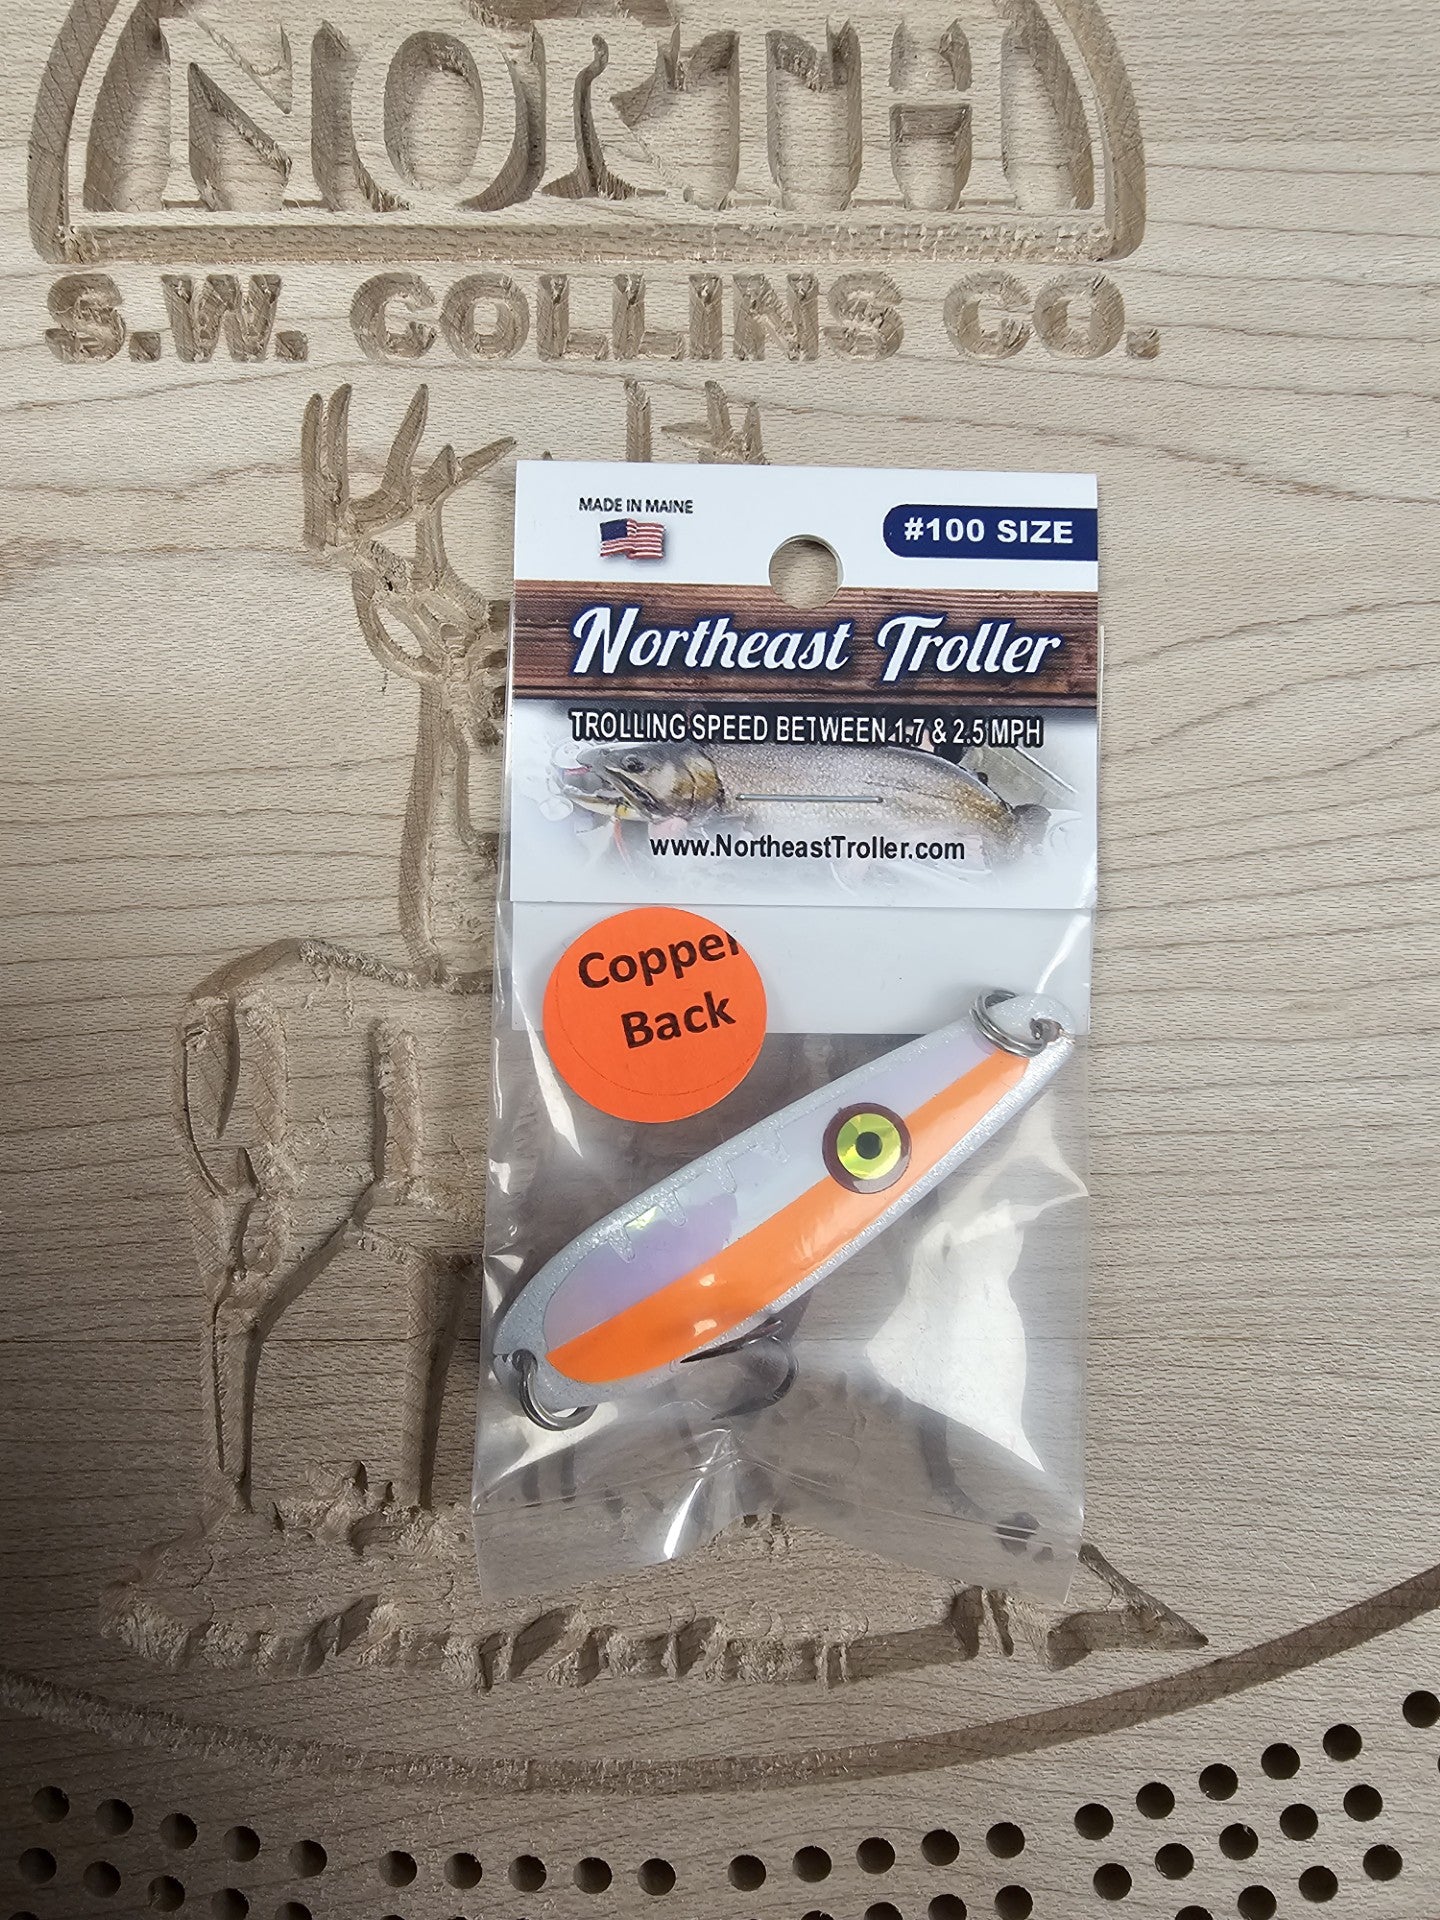 NORTH
S.W. COLLINS CO.
MADE IN MAINE
#100 SIZE
Northeast Troller
TROLLING SPEED BETWEEN 1.7 & 2.5 MPH
www.NortheastTroller.com
Copper
Back